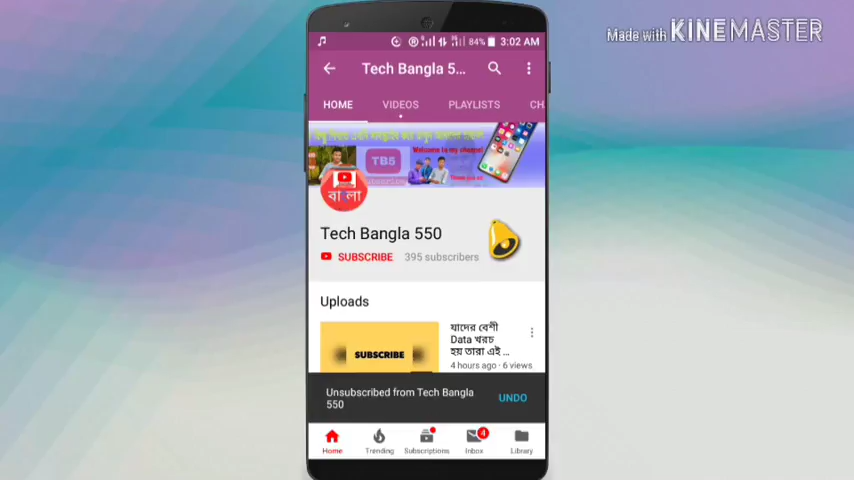 Made with KINEMASTER
84% 3:02 AM
Tech Bangla 5...
HOME VIDEOS PLAYLISTS CH
TB5
Welcome to my channel
বাংলা
Tech Bangla 550
SUBSCRIBE 395 subscribers
Uploads
SUBSCRIBE
যাদের বেশী
Data খরচ
হয় তারা এই ...
4 hours ago · 6 views
Unsubscribed from Tech Bangla
550
UNDO
Home Trending Subscriptions Inbox Library
4